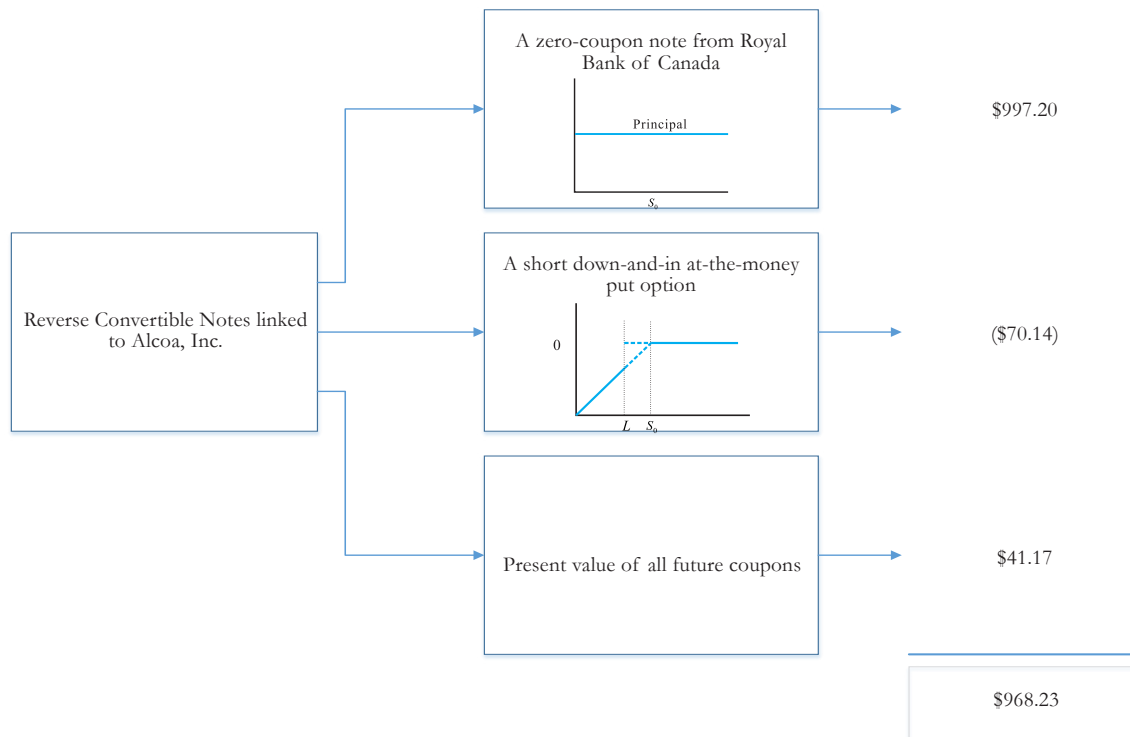 A zero-coupon note from Royal
Bank of Canada
Principal
S₀
$997.20
Reverse Convertible Notes linked
to Alcoa, Inc.
A short down-and-in at-the-money
put option
0
L S₀
($70.14)
Present value of all future coupons
$41.17
$968.23